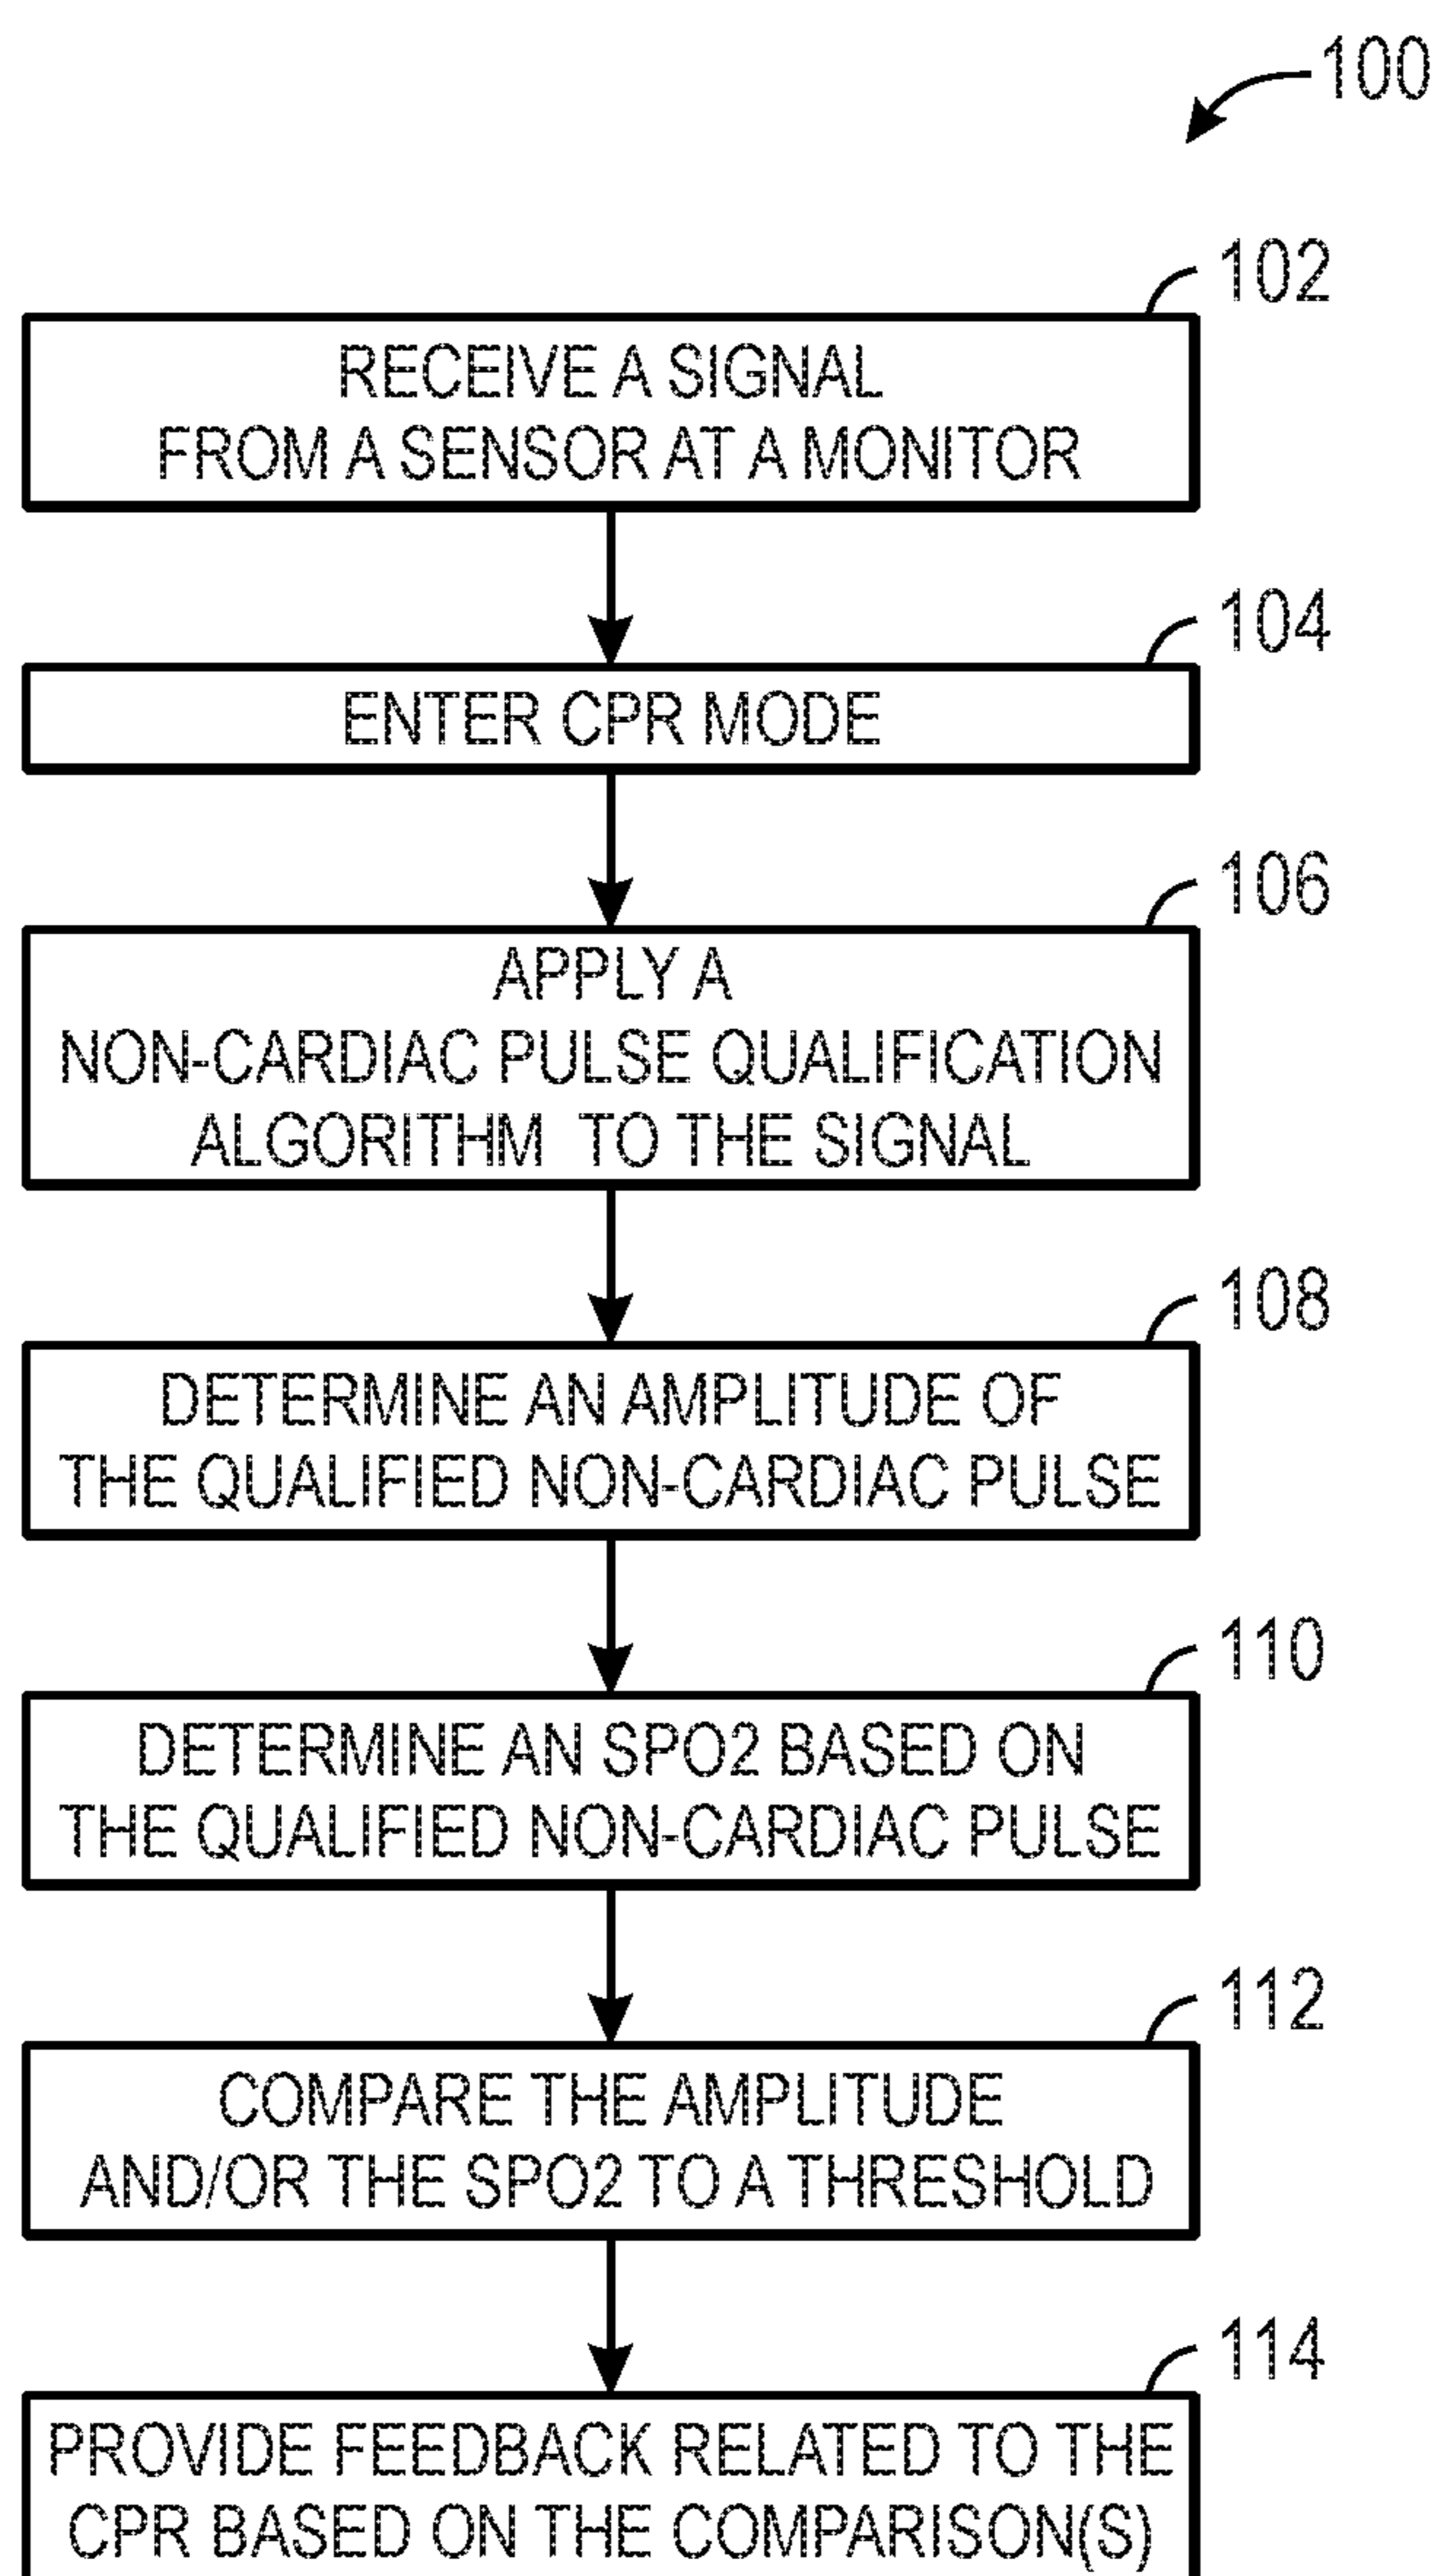 100
102
RECEIVE A SIGNAL
FROM A SENSOR AT A MONITOR
104
ENTER CPR MODE
106
APPLY A
NON-CARDIAC PULSE QUALIFICATION
ALGORITHM TO THE SIGNAL
108
DETERMINE AN AMPLITUDE OF
THE QUALIFIED NON-CARDIAC PULSE
110
DETERMINE AN SPO2 BASED ON
THE QUALIFIED NON-CARDIAC PULSE
112
COMPARE THE AMPLITUDE
AND/OR THE SPO2 TO A THRESHOLD
114
PROVIDE FEEDBACK RELATED TO THE
CPR BASED ON THE COMPARISON(S)